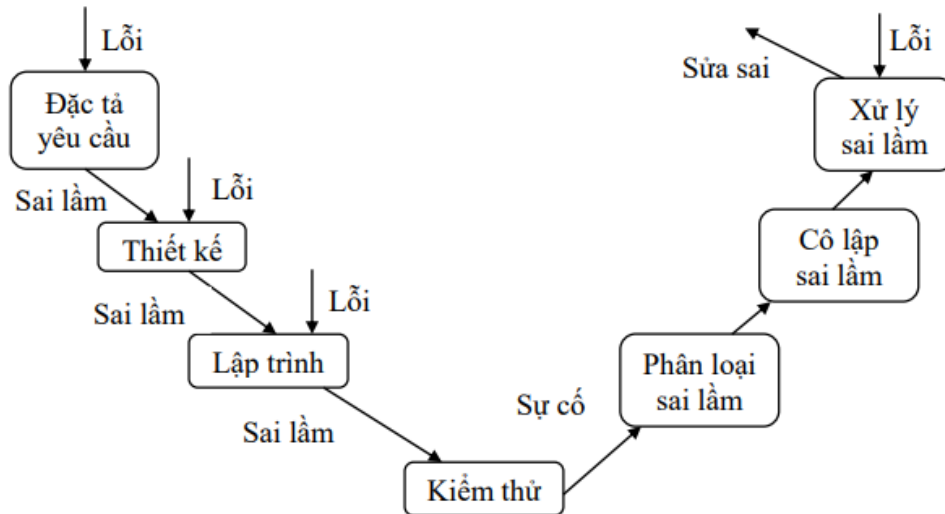 Lỗi
Đặc tả
yêu cầu
Sai lầm
Lỗi
Thiết kế
Sai lầm
Lỗi
Lập trình
Sai lầm
Kiểm thử
Sự cố
Phân loại
sai lầm
Cô lập
sai lầm
Xử lý
sai lầm
Lỗi
Sửa sai